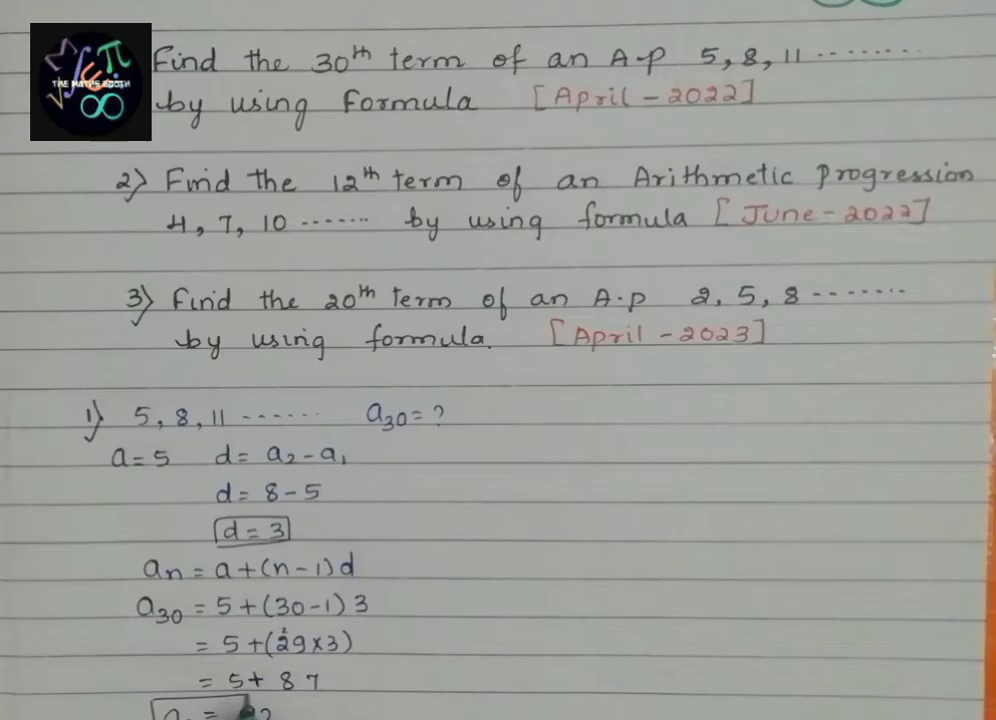 THE MATHS BOOTH
Find the 30th term of an A.P 5, 8, 11 ........
by using formula [April - 2022]
2) Find the 12th term of an Arithmetic Progression
4, 7, 10 ....... by using formula [June - 2022]
3) Find the 20th term of an A.P 2, 5, 8 .......
by using formula. [April - 2023]
1) 5, 8, 11 ...... a30 = ?
a = 5 d = a2 - a1
d = 8 - 5
d = 3
an = a + (n - 1) d
a30 = 5 + (30 - 1) 3
= 5 + (29 x 3)
= 5 + 87